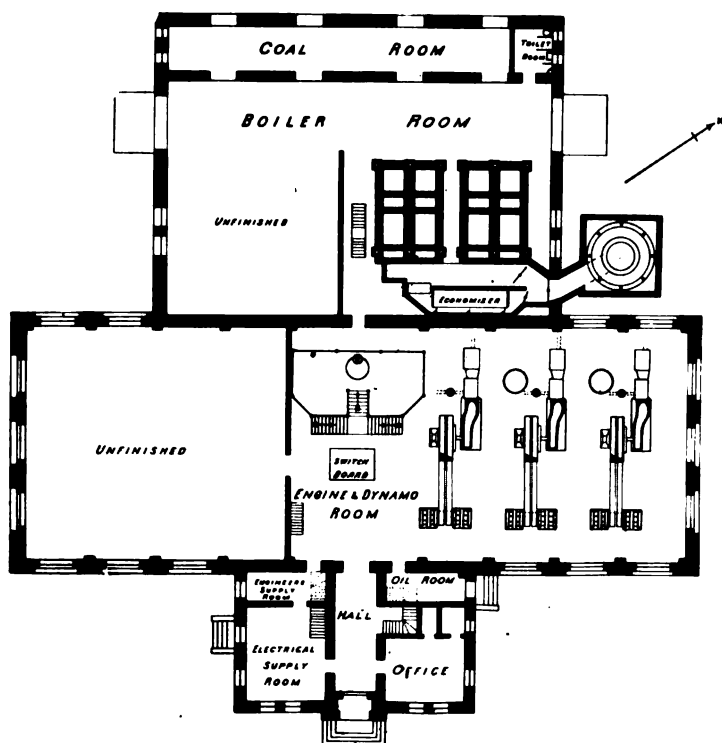 COAL ROOM
TOILET
ROOM
BOILER ROOM
N
UNFINISHED
ECONOMISER
UNFINISHED
SWITCH
BOARD
ENGINE & DYNAMO
ROOM
ENGINEERS
SUPPLY
ROOM
OIL ROOM
HALL
ELECTRICAL
SUPPLY
ROOM
OFFICE